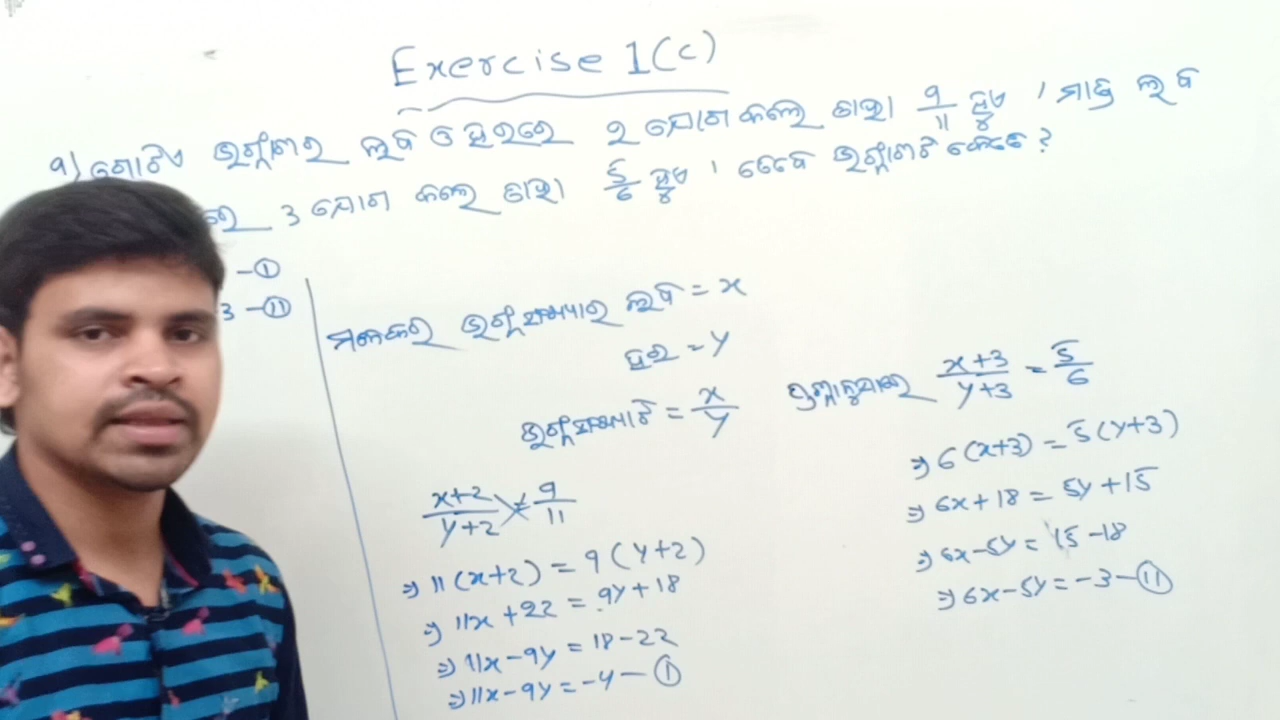 Exercise 1(c)
9) ଗୋଟିଏ ଭଗ୍ନାଂଶର ଲବ ଓ ହରରେ 2 ଯୋଗ କଲେ ତାହା 9/11 ହୁଏ । ମାତ୍ର ଲବ
ରେ 3 ଯୋଗ କଲେ ତାହା 5/6 ହୁଏ । ତେବେ ଭଗ୍ନାଂଶଟି କେତେ ?
- ①
3 - ⑪
ମନେକର ଭଗ୍ନସଂଖ୍ୟାର ଲବ = x
ହର = y
ଭଗ୍ନସଂଖ୍ୟାଟି = x/y
x+2/y+2 = 9/11
⇒ 11(x+2) = 9(y+2)
⇒ 11x + 22 = 9y + 18
⇒ 11x - 9y = 18 - 22
⇒ 11x - 9y = -4 - ①
ପ୍ରଶ୍ନାନୁସାରେ x+3/y+3 = 5/6
⇒ 6(x+3) = 5(y+3)
⇒ 6x + 18 = 5y + 15
⇒ 6x - 5y = 15 - 18
⇒ 6x - 5y = -3 - ⑪